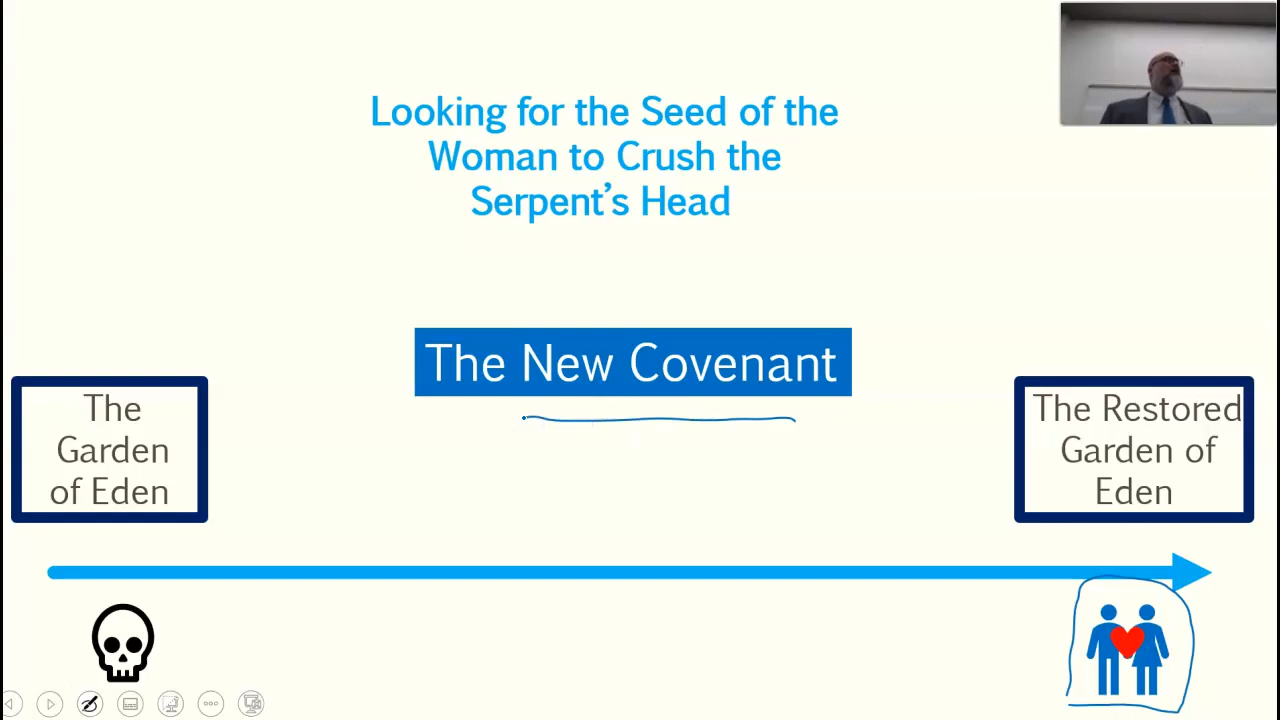 Looking for the Seed of the
Woman to Crush the
Serpent’s Head
The New Covenant
The
Garden
of Eden
The Restored
Garden of
Eden